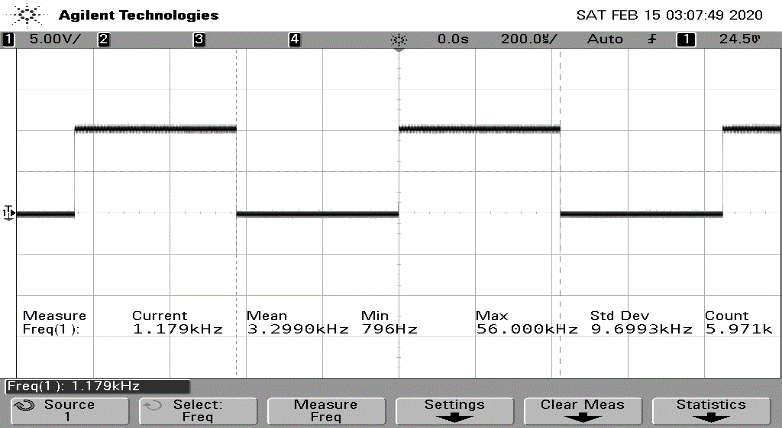 Agilent Technologies SAT FEB 15 03:07:49 2020
1 5.00V/ 2 3 4 0.0s 200.0s/ Auto 1 24.5V
Measure Current Mean Min Max Std Dev Count
Freq(1): 1.179kHz 3.2990kHz 796Hz 56.000kHz 9.6993kHz 5.971k
Freq(1): 1.179kHz
Source Select: Measure Settings Clear Meas Statistics
1 Freq Freq